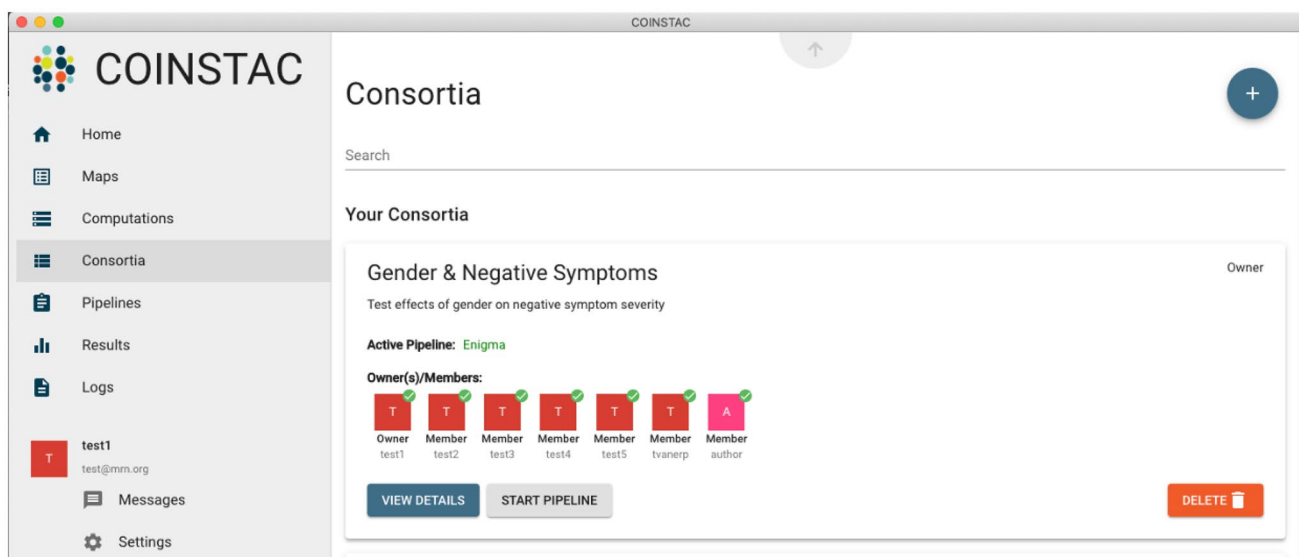 COINSTAC
COINSTAC
Home
Maps
Computations
Consortia
Pipelines
Results
Logs
T
test1
test@mrn.org
Messages
Settings
Consortia
+
Search
Your Consortia
Gender & Negative Symptoms
Owner
Test effects of gender on negative symptom severity
Active Pipeline: Enigma
Owner(s)/Members:
T T T T T T A
Owner Member Member Member Member Member Member
test1 test2 test3 test4 test5 tvanerp author
VIEW DETAILS START PIPELINE DELETE